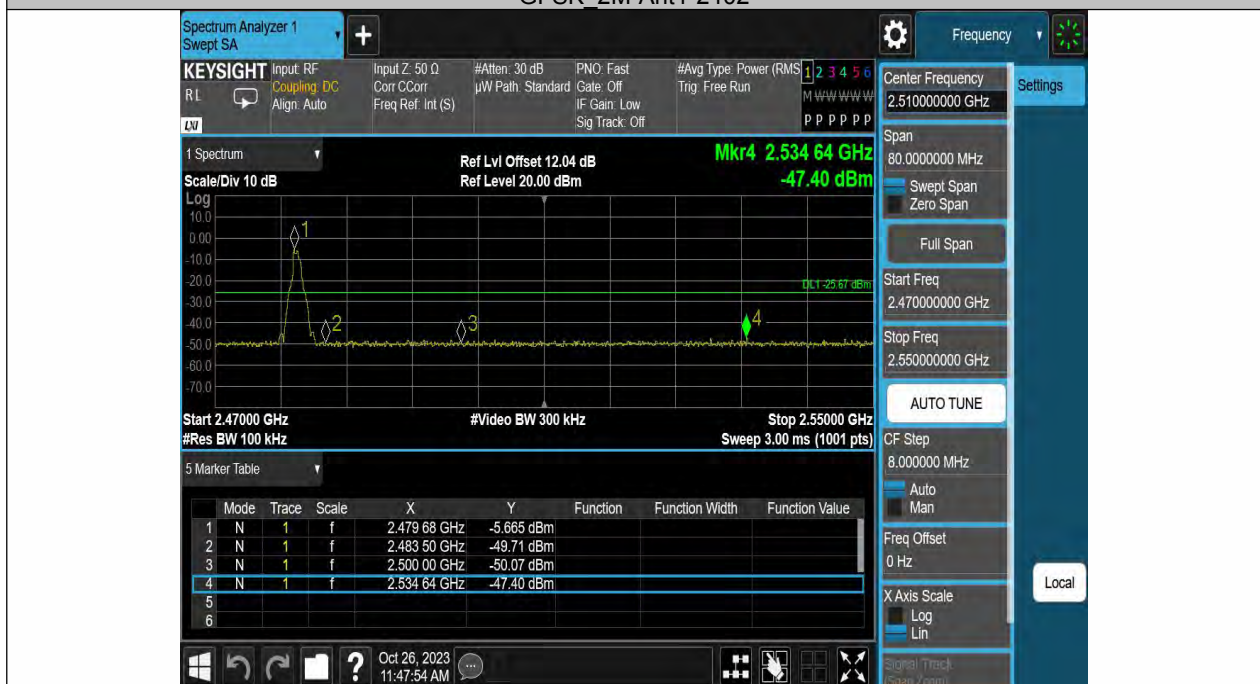 Spectrum Analyzer 1
Swept SA
Frequency
KEYSIGHT
RL
LXI
Input: RF
Coupling: DC
Align: Auto
Input Z: 50 Ω
Corr CCorr
Freq Ref: Int (S)
#Atten: 30 dB
µW Path: Standard
PNO: Fast
Gate: Off
IF Gain: Low
Sig Track: Off
#Avg Type: Power (RMS
Trig: Free Run
1 2 3 4 5 6
M W W W W W
P P P P P P
Center Frequency
2.510000000 GHz
Settings
1 Spectrum
Scale/Div 10 dB
Ref Lvl Offset 12.04 dB
Ref Level 20.00 dBm
Mkr4 2.534 64 GHz
-47.40 dBm
Log
10.0
0.00
-10.0
-20.0
-30.0
-40.0
-50.0
-60.0
-70.0
1
2
3
4
DL1 -25.67 dBm
Start 2.47000 GHz
#Res BW 100 kHz
#Video BW 300 kHz
Stop 2.55000 GHz
Sweep 3.00 ms (1001 pts)
Span
80.0000000 MHz
Swept Span
Zero Span
Full Span
Start Freq
2.470000000 GHz
Stop Freq
2.550000000 GHz
AUTO TUNE
CF Step
8.000000 MHz
Auto
Man
Freq Offset
0 Hz
X Axis Scale
Log
Lin
Signal Track
(Span Zoom)
Local
5 Marker Table
Mode Trace Scale X Y Function Function Width Function Value
1 N 1 f 2.479 68 GHz -5.665 dBm
2 N 1 f 2.483 50 GHz -49.71 dBm
3 N 1 f 2.500 00 GHz -50.07 dBm
4 N 1 f 2.534 64 GHz -47.40 dBm
5
6
?
Oct 26, 2023
11:47:54 AM